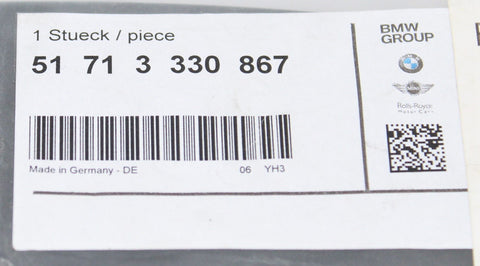 1 Stueck / piece
51 71 3 330 867
Made in Germany - DE 06 YH3
BMW
GROUP
Rolls-Royce
Motor Cars